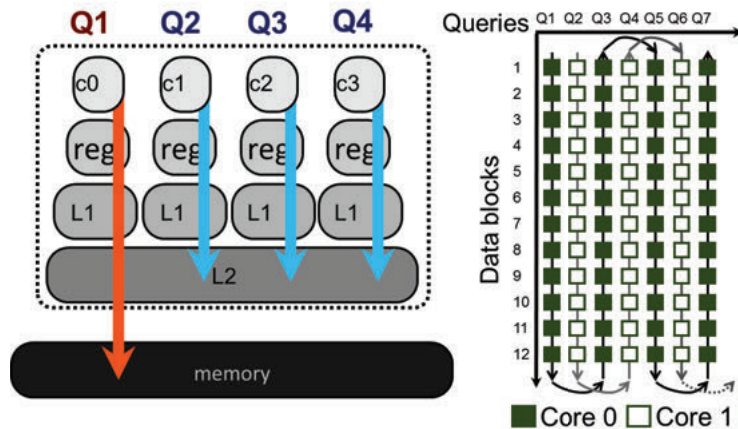 Q1 Q2 Q3 Q4
c0 c1 c2 c3
reg reg reg reg
L1 L1 L1 L1
L2
memory
Queries Q1 Q2 Q3 Q4 Q5 Q6 Q7
Data blocks
1
2
3
4
5
6
7
8
9
10
11
12
Core 0 Core 1